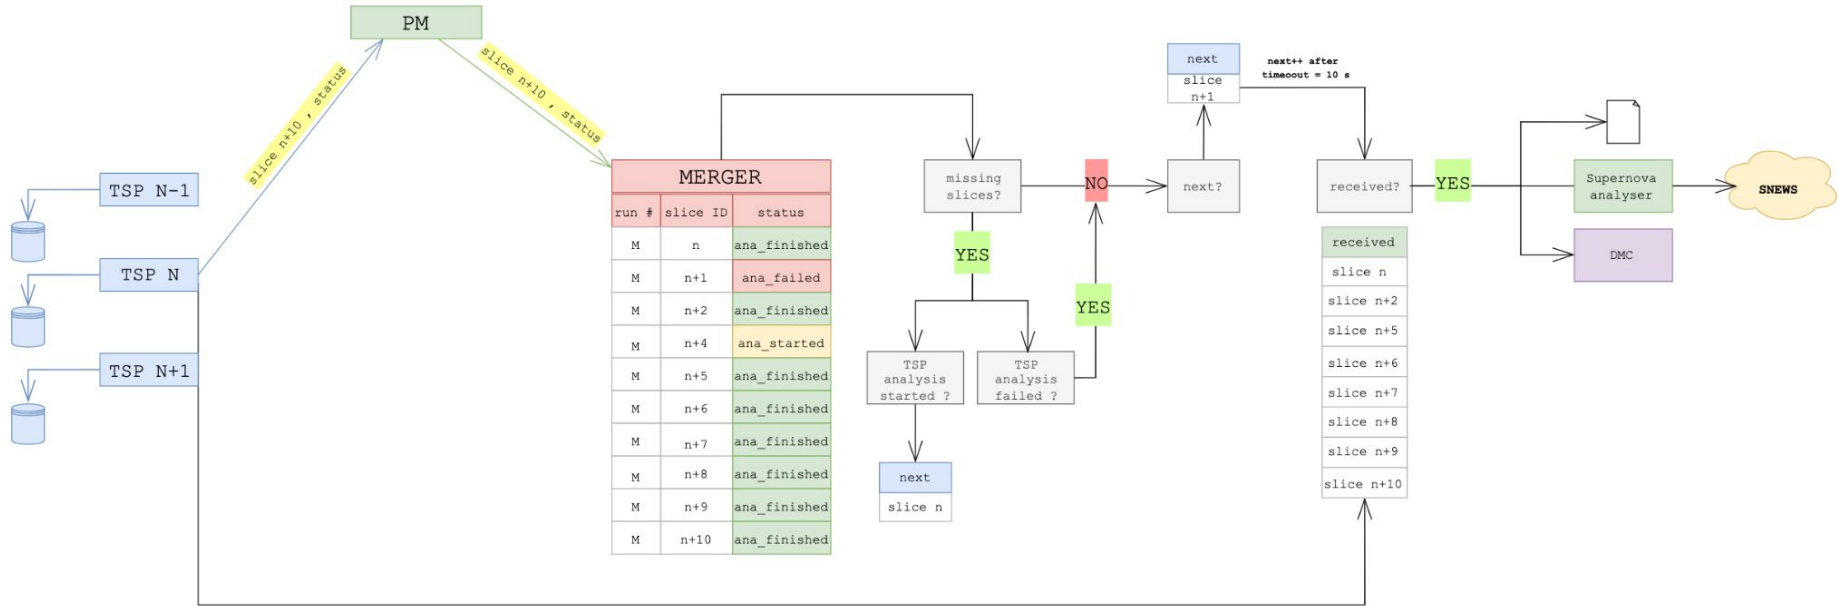 PM
slice n+10 , status
slice n+10 , status
TSP N-1
TSP N
TSP N+1
MERGER
run # slice ID status
M n ana_finished
M n+1 ana_failed
M n+2 ana_finished
M n+4 ana_started
M n+5 ana_finished
M n+6 ana_finished
M n+7 ana_finished
M n+8 ana_finished
M n+9 ana_finished
M n+10 ana_finished
missing
slices?
NO
YES
YES
TSP
analysis
started ?
TSP
analysis
failed ?
next
slice n
next?
next
slice
n+1
next++ after
timeoout = 10 s
received?
YES
received
slice n
slice n+2
slice n+5
slice n+6
slice n+7
slice n+8
slice n+9
slice n+10
Supernova
analyser
SNEWS
DMC